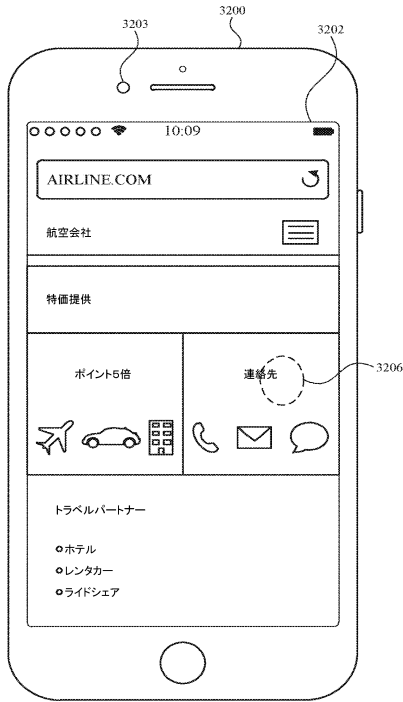 3200
3203
3202
10:09
AIRLINE.COM
航空会社
特価提供
ポイント5倍
連絡先
3206
トラベルパートナー
ホテル
レンタカー
ライドシェア